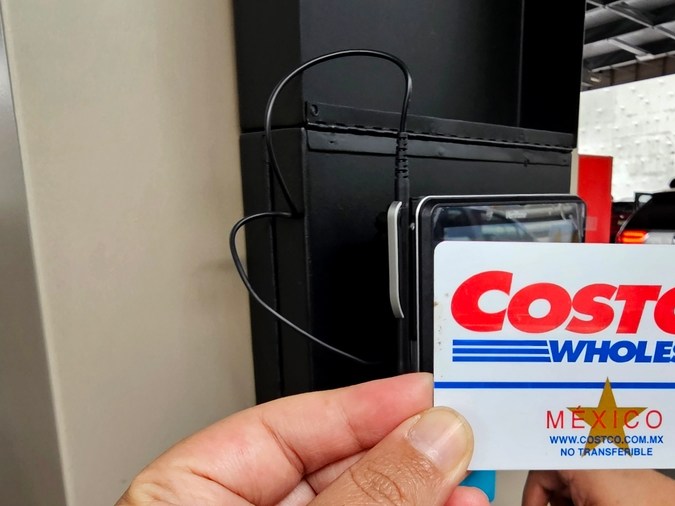 COSTC
WHOLES
MÉXICO
WWW.COSTCO.COM.MX
NO TRANSFERIBLE